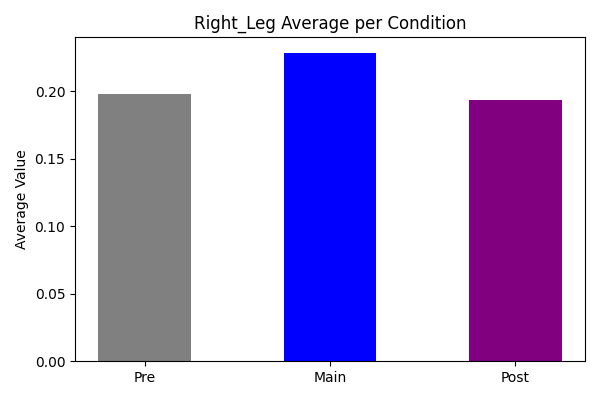 Right_Leg Average per Condition
Average Value
0.20
0.15
0.10
0.05
0.00
Pre
Main
Post